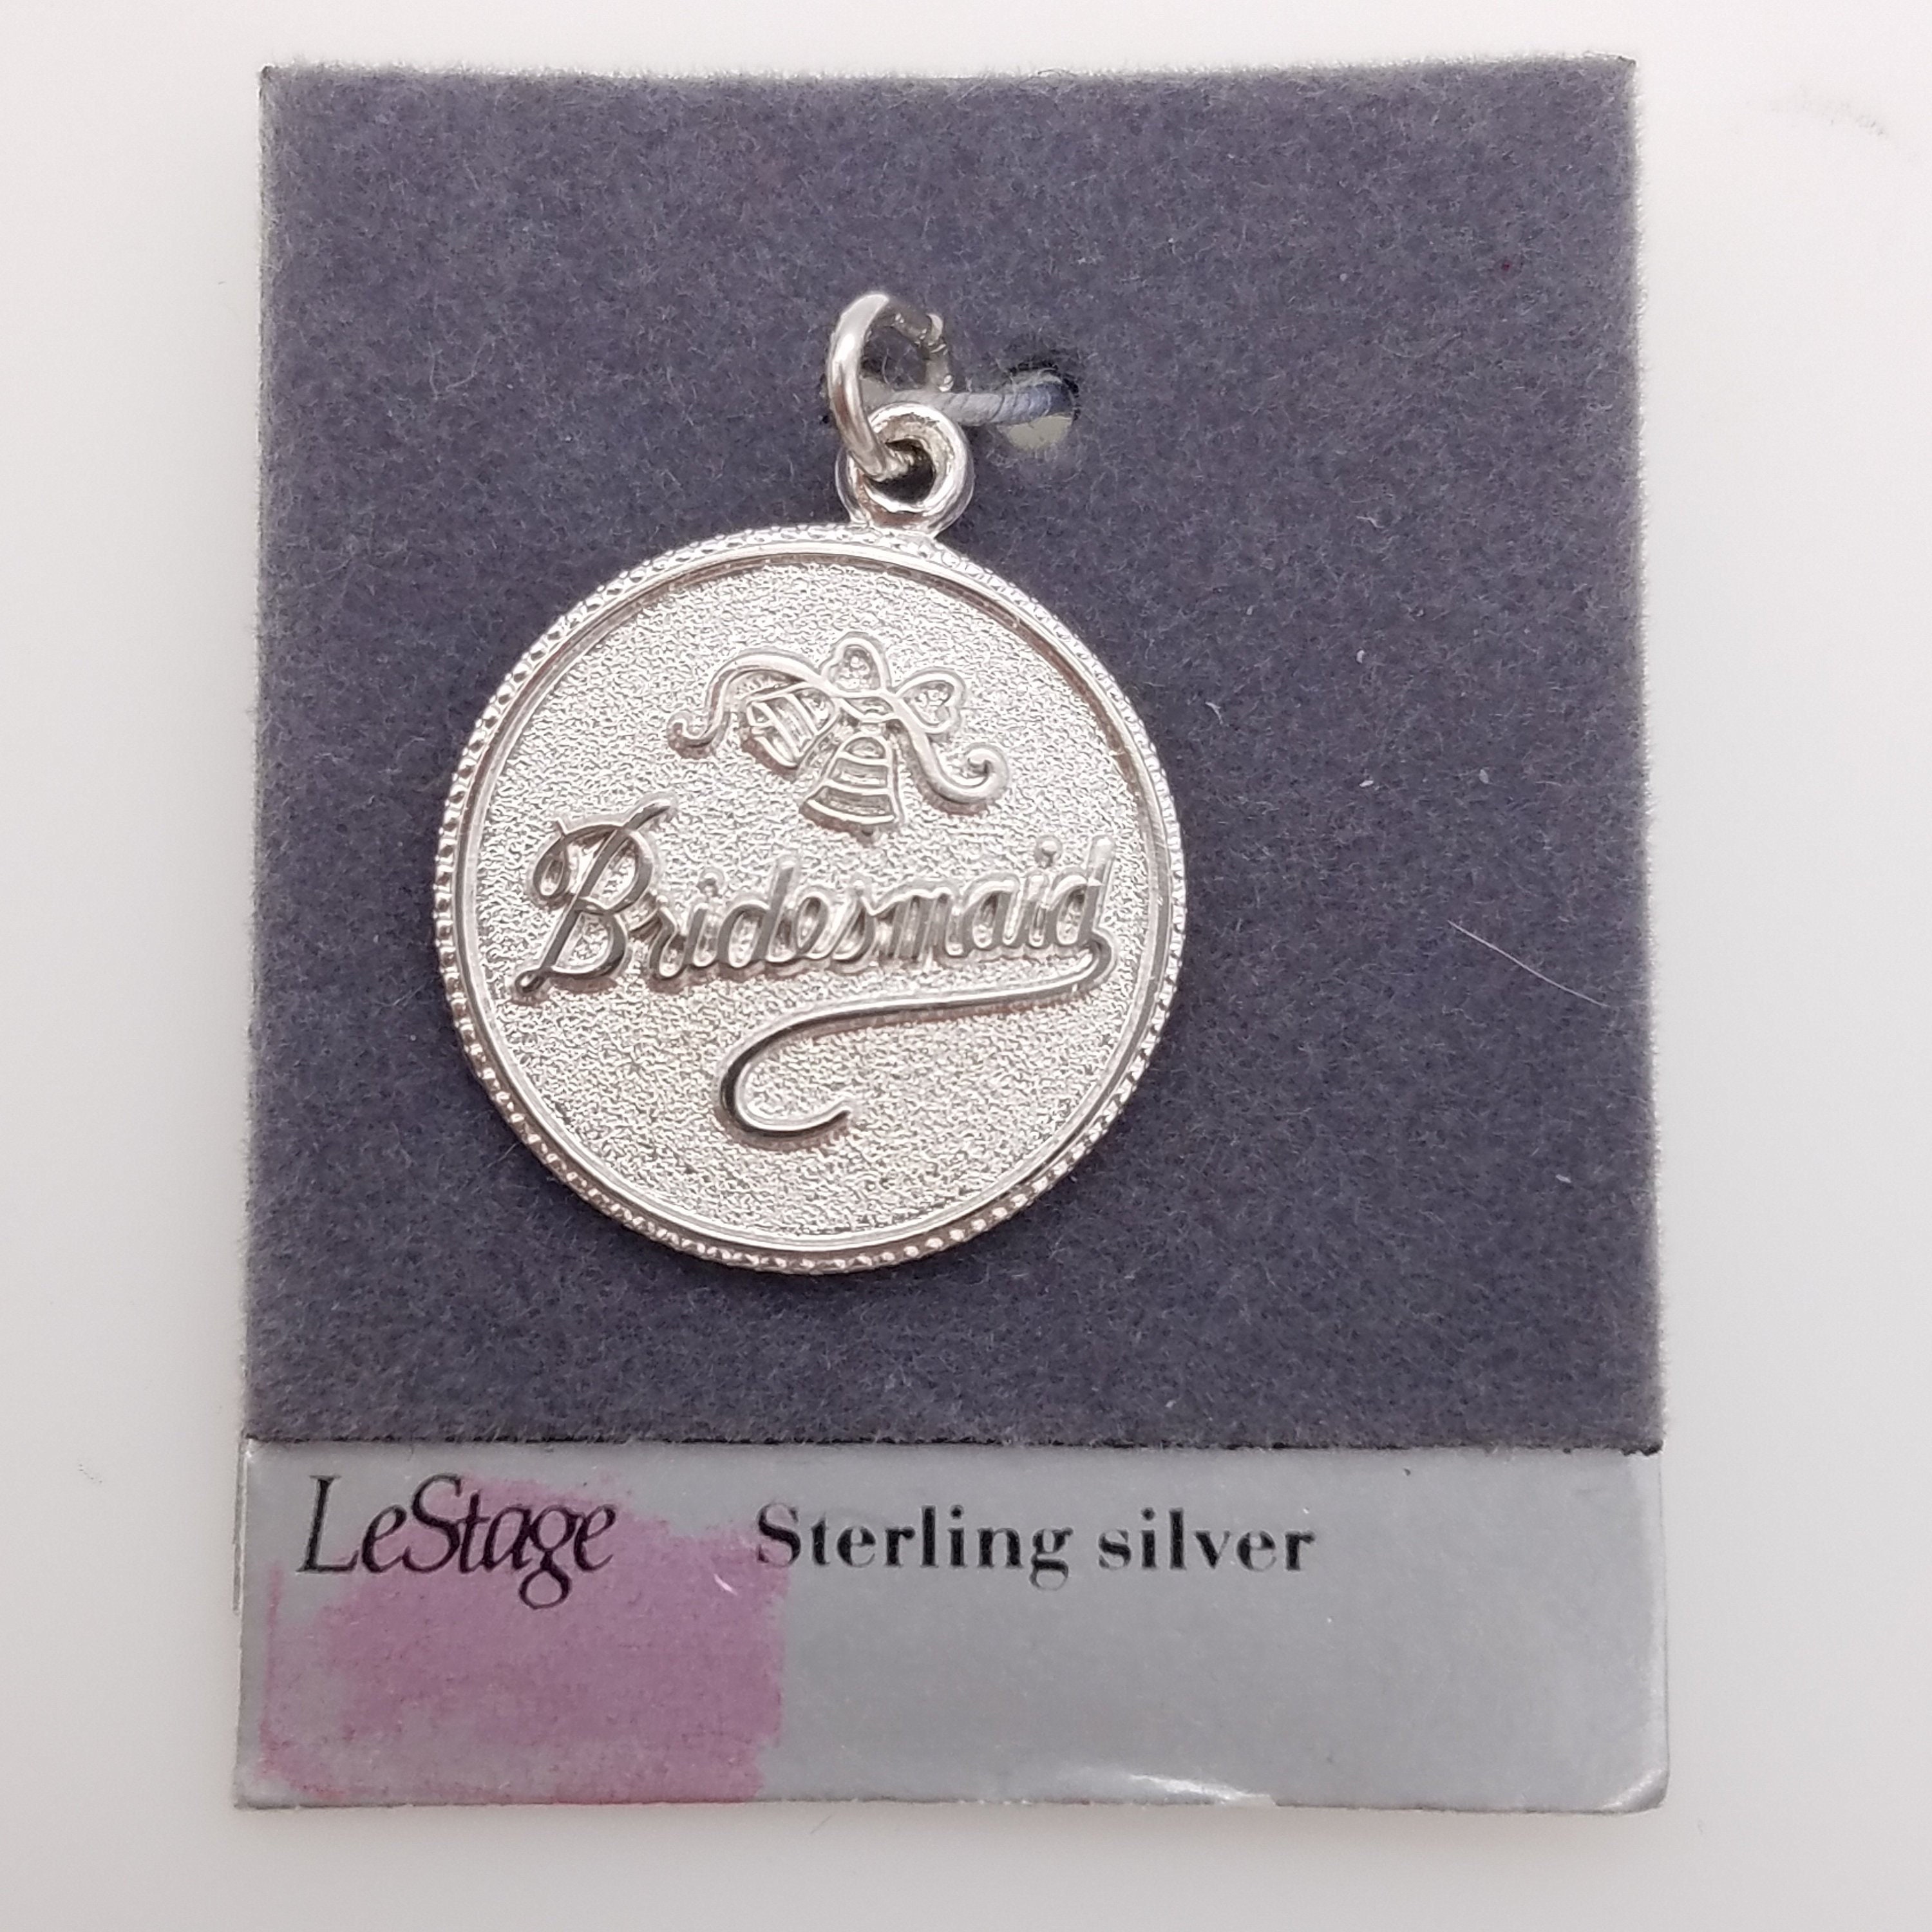 Bridesmaid
LeStage Sterling silver